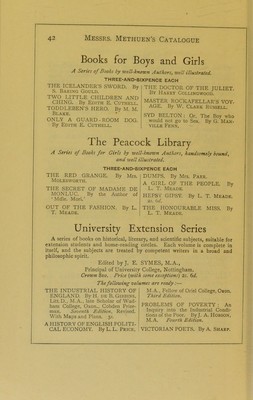 42 MESSRS. METHUEN'S CATALOGUE
Books for Boys and Girls
A Series of Books by well-known Authors, well illustrated.
THREE-AND-SIXPENCE EACH
THE ICELANDER'S SWORD. By
S. BARING GOULD.
TWO LITTLE CHILDREN AND
CHING. By EDITH E. CUTHELL.
TODDLEBEN'S HERO. By M. M.
BLAKE.
ONLY A GUARD-ROOM DOG.
By EDITH E. CUTHELL.
THE DOCTOR OF THE JULIET.
By HARRY COLLINGWOOD.
MASTER ROCKAFELLAR'S VOY-
AGE. By W. CLARK RUSSELL.
SYD BELTON: Or, The Boy who
would not go to Sea. By G. MAN-
VILLE FENN.
The Peacock Library
A Series of Books for Girls by well-known Authors, handsomely bound,
and well illustrated.
THREE-AND-SIXPENCE EACH
THE RED GRANGE. By Mrs.
MOLESWORTH.
THE SECRET OF MADAME DE
MONLUC. By the Author of
'Mdle. Mori.'
OUT OF THE FASHION. By L.
T. MEADE.
DUMPS. By Mrs. PARR.
A GIRL OF THE PEOPLE. By
L. T. MEADE.
HEPSY GIPSY. By L. T. MEADE.
2s. 6d.
THE HONOURABLE MISS. By
L. T. MEADE.
University Extension Series
A series of books on historical, literary, and scientific subjects, suitable for
extension students and home-reading circles. Each volume is complete in
itself, and the subjects are treated by competent writers in a broad and
philosophic spirit.
Edited by J. E. SYMES, M.A.,
Principal of University College, Nottingham.
Crown 8vo. Price (with some exceptions) 2s. 6d.
The following volumes are ready:—
THE INDUSTRIAL HISTORY OF
ENGLAND. By H. DE B. GIBBINS,
Litt.D., M.A., late Scholar of Wad-
ham College, Oxon., Cobden Prize-
man. Seventh Edition, Revised.
With Maps and Plans. 3s.
A HISTORY OF ENGLISH POLITI-
CAL ECONOMY. By L. L. PRICE,
M.A., Fellow of Oriel College, Oxon.
Third Edition.
PROBLEMS OF POVERTY: An
Inquiry into the Industrial Condi-
tions of the Poor. By J. A. HOBSON,
M.A. Fourth Edition.
VICTORIAN POETS. By A. SHARP.